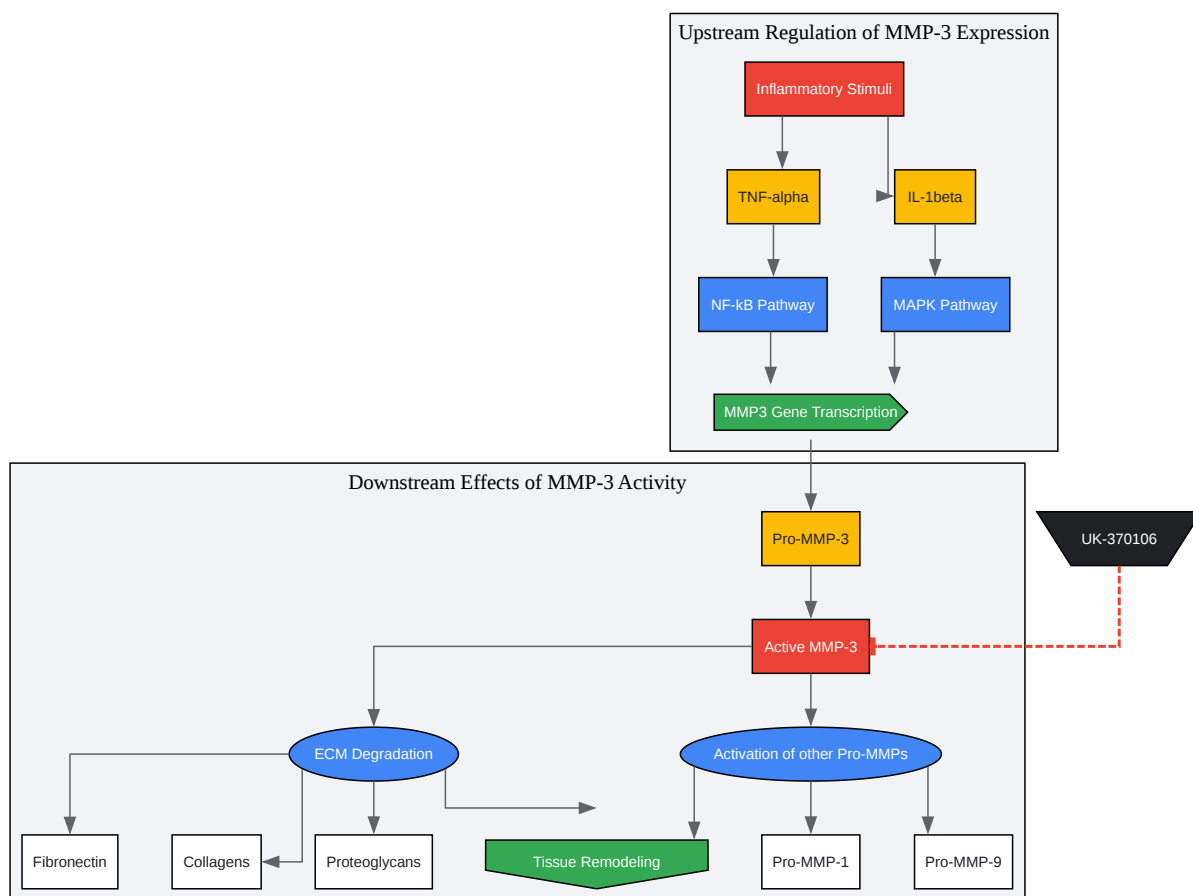 Upstream Regulation of MMP-3 Expression
Inflammatory Stimuli
TNF-alpha
IL-1beta
NF-kB Pathway
MAPK Pathway
MMP3 Gene Transcription
Downstream Effects of MMP-3 Activity
Pro-MMP-3
UK-370106
Active MMP-3
ECM Degradation
Activation of other Pro-MMPs
Fibronectin
Collagens
Proteoglycans
Tissue Remodeling
Pro-MMP-1
Pro-MMP-9